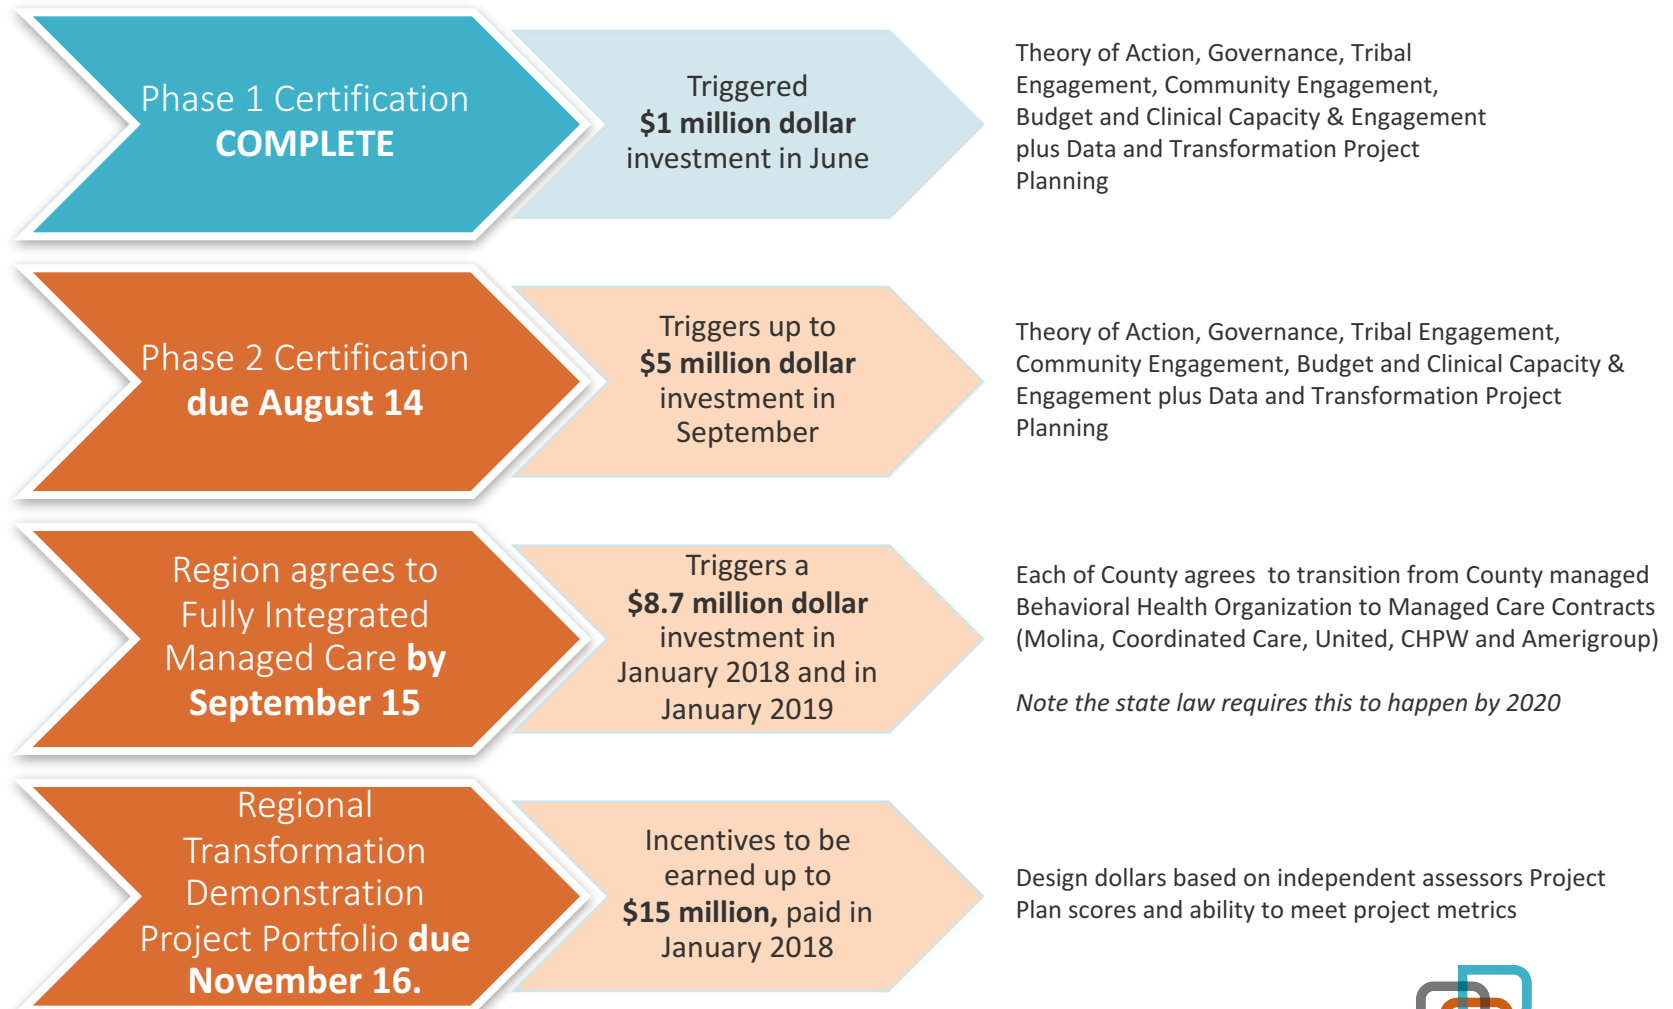 Phase 1 Certification
COMPLETE
Triggered
$1 million dollar
investment in June
Theory of Action, Governance, Tribal
Engagement, Community Engagement,
Budget and Clinical Capacity & Engagement
plus Data and Transformation Project
Planning
Phase 2 Certification
due August 14
Triggers up to
$5 million dollar
investment in
September
Theory of Action, Governance, Tribal Engagement,
Community Engagement, Budget and Clinical Capacity &
Engagement plus Data and Transformation Project
Planning
Region agrees to
Fully Integrated
Managed Care by
September 15
Triggers a
$8.7 million dollar
investment in
January 2018 and in
January 2019
Each of County agrees  to transition from County managed
Behavioral Health Organization to Managed Care Contracts
(Molina, Coordinated Care, United, CHPW and Amerigroup)
Note the state law requires this to happen by 2020
Regional
Transformation
Demonstration
Project Portfolio due
November 16.
Incentives to be
earned up to
$15 million, paid in
January 2018
Design dollars based on independent assessors Project
Plan scores and ability to meet project metrics